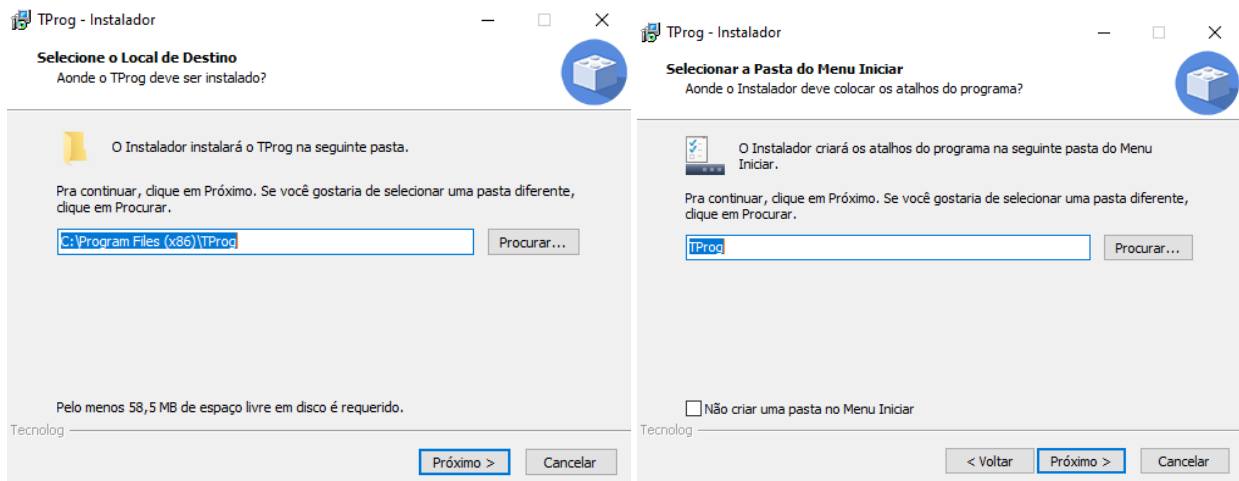 TProg - Instalador
Selecione o Local de Destino
Aonde o TProg deve ser instalado?
O Instalador instalará o TProg na seguinte pasta.
Pra continuar, clique em Próximo. Se você gostaria de selecionar uma pasta diferente,
clique em Procurar.
C:\Program Files (x86)\TProg
Procurar...
Pelo menos 58,5 MB de espaço livre em disco é requerido.
Tecnolog
Próximo >
Cancelar
TProg - Instalador
Selecionar a Pasta do Menu Iniciar
Aonde o Instalador deve colocar os atalhos do programa?
O Instalador criará os atalhos do programa na seguinte pasta do Menu
Iniciar.
Pra continuar, clique em Próximo. Se você gostaria de selecionar uma pasta diferente,
clique em Procurar.
TProg
Procurar...
Não criar uma pasta no Menu Iniciar
Tecnolog
< Voltar
Próximo >
Cancelar